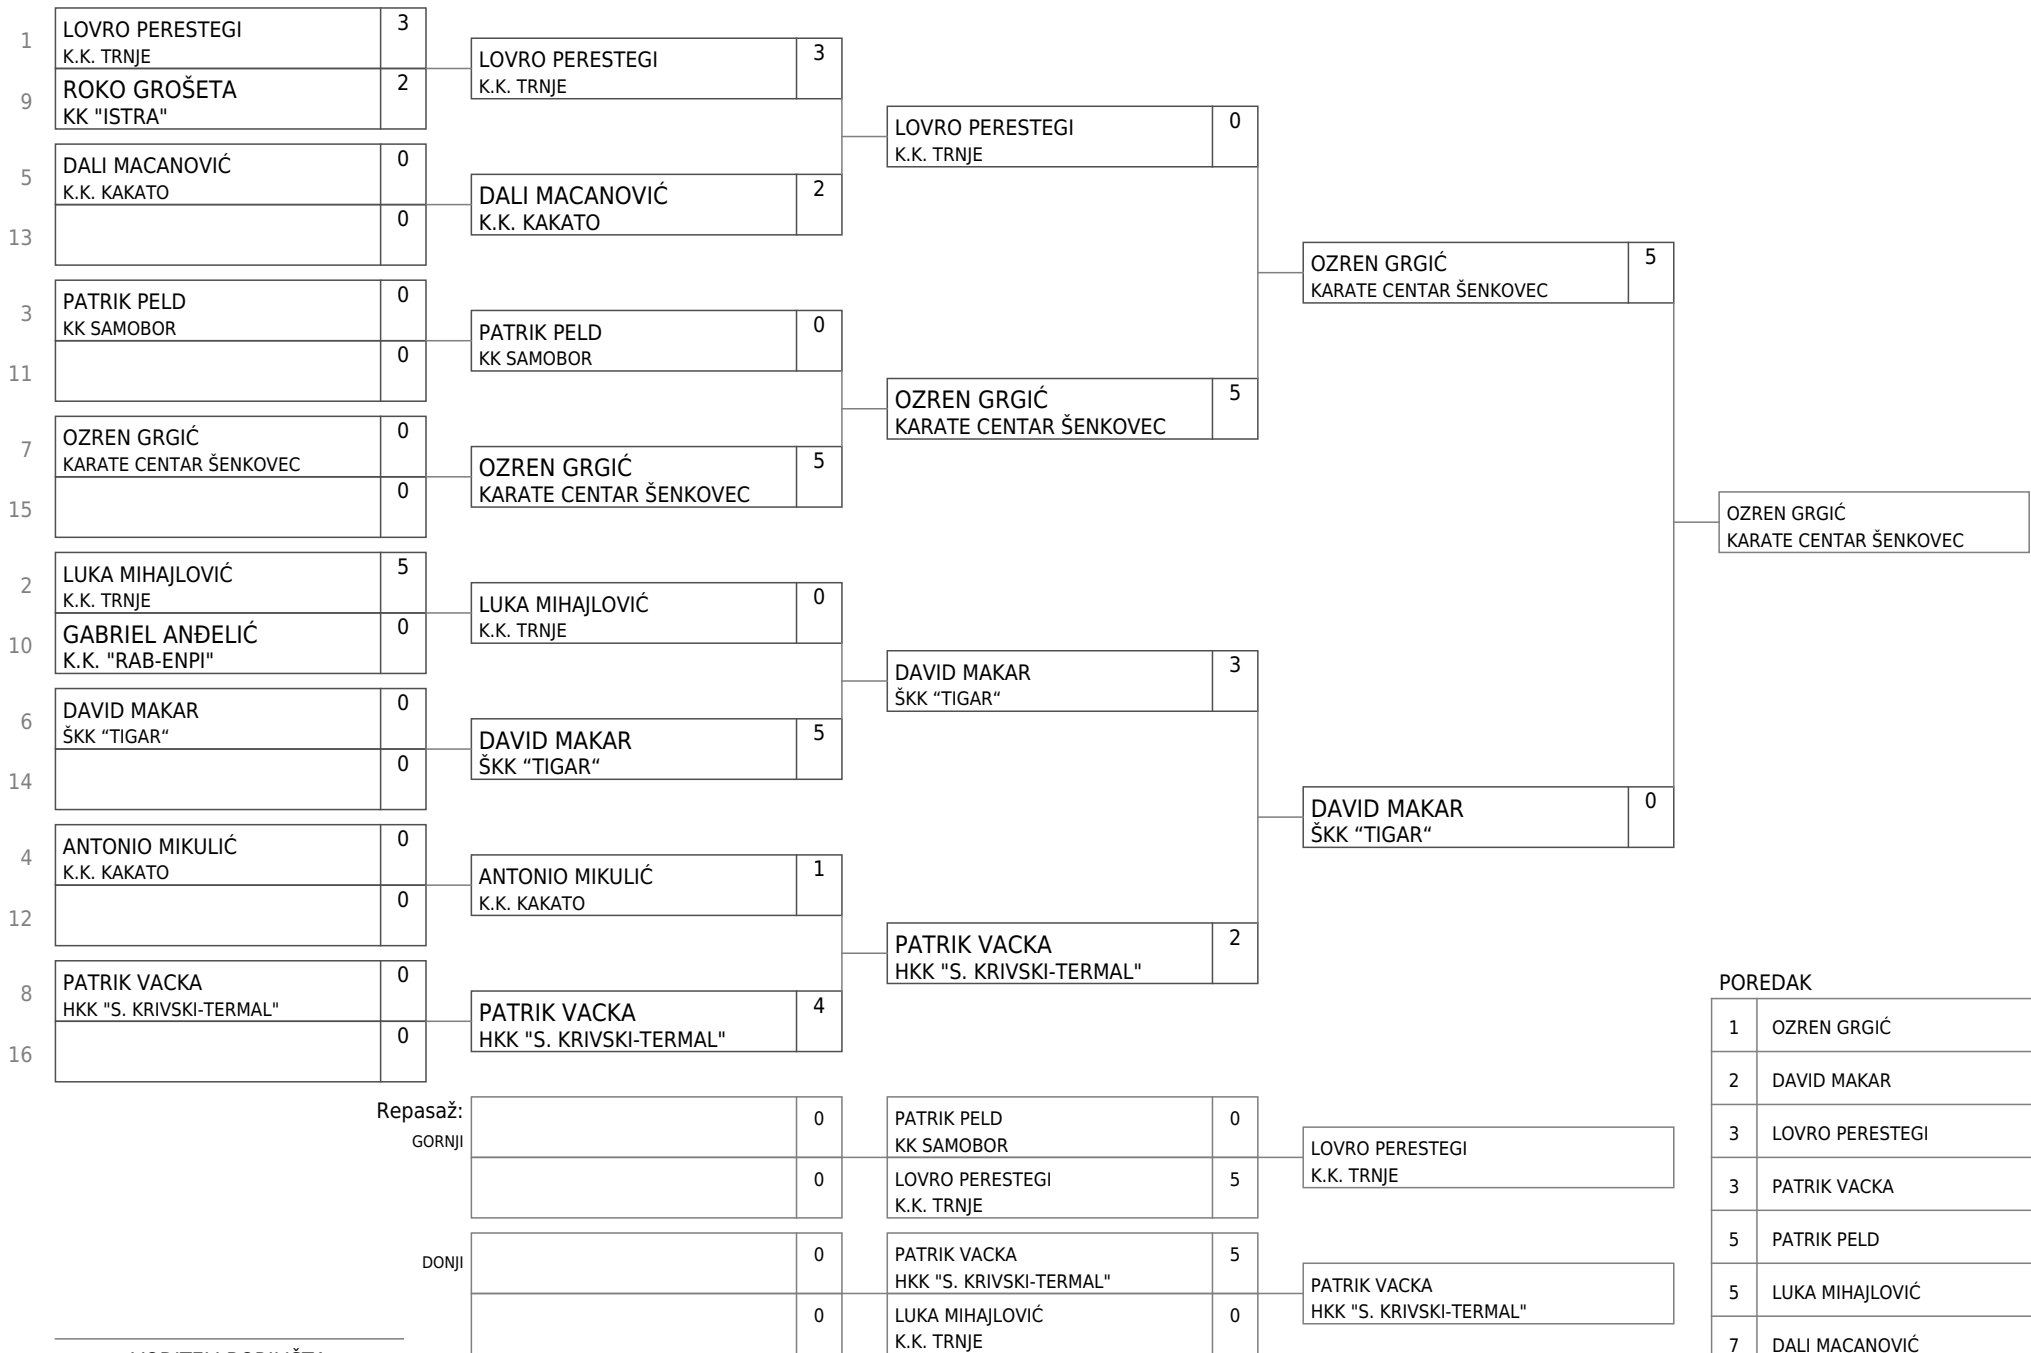 1
LOVRO PERESTEGI
K.K. TRNJE
3
9
ROKO GROŠETA
KK "ISTRA"
2
5
DALI MACANOVIĆ
K.K. KAKATO
0
13
0
3
PATRIK PELD
KK SAMOBOR
0
11
0
7
OZREN GRGIĆ
KARATE CENTAR ŠENKOVEC
0
15
0
2
LUKA MIHAJLOVIĆ
K.K. TRNJE
5
10
GABRIEL ANĐELIĆ
K.K. "RAB-ENPI"
0
6
DAVID MAKAR
ŠKK “TIGAR“
0
14
0
4
ANTONIO MIKULIĆ
K.K. KAKATO
0
12
0
8
PATRIK VACKA
HKK "S. KRIVSKI-TERMAL"
0
16
0
LOVRO PERESTEGI
K.K. TRNJE
3
DALI MACANOVIĆ
K.K. KAKATO
2
PATRIK PELD
KK SAMOBOR
0
OZREN GRGIĆ
KARATE CENTAR ŠENKOVEC
5
LUKA MIHAJLOVIĆ
K.K. TRNJE
0
DAVID MAKAR
ŠKK “TIGAR“
5
ANTONIO MIKULIĆ
K.K. KAKATO
1
PATRIK VACKA
HKK "S. KRIVSKI-TERMAL"
4
LOVRO PERESTEGI
K.K. TRNJE
0
OZREN GRGIĆ
KARATE CENTAR ŠENKOVEC
5
DAVID MAKAR
ŠKK “TIGAR“
3
PATRIK VACKA
HKK "S. KRIVSKI-TERMAL"
2
OZREN GRGIĆ
KARATE CENTAR ŠENKOVEC
5
DAVID MAKAR
ŠKK “TIGAR“
0
OZREN GRGIĆ
KARATE CENTAR ŠENKOVEC
Repasaž:
GORNJI
0
0
PATRIK PELD
KK SAMOBOR
0
LOVRO PERESTEGI
K.K. TRNJE
5
LOVRO PERESTEGI
K.K. TRNJE
DONJI
0
0
PATRIK VACKA
HKK "S. KRIVSKI-TERMAL"
5
LUKA MIHAJLOVIĆ
K.K. TRNJE
0
PATRIK VACKA
HKK "S. KRIVSKI-TERMAL"
POREDAK
1 OZREN GRGIĆ
2 DAVID MAKAR
3 LOVRO PERESTEGI
3 PATRIK VACKA
5 PATRIK PELD
5 LUKA MIHAJLOVIĆ
7 DALI MACANOVIĆ